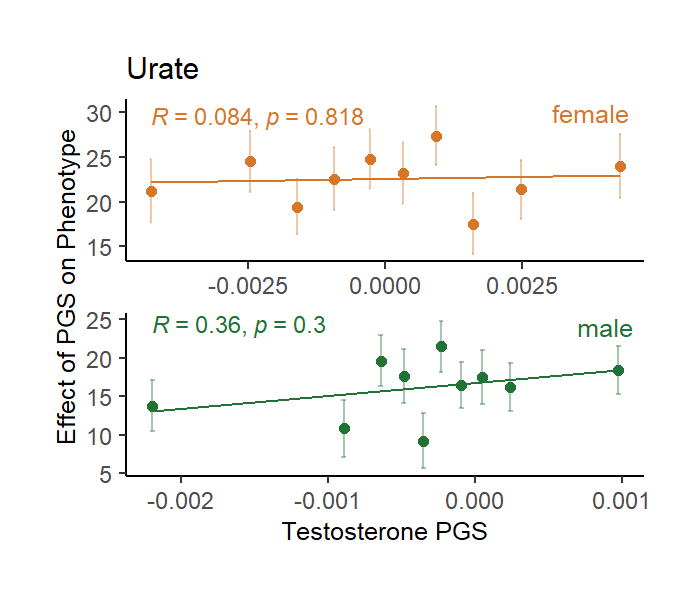 Urate
Effect of PGS on Phenotype
R = 0.084, p = 0.818
female
30
25
20
15
-0.0025 0.0000 0.0025
R = 0.36, p = 0.3
male
25
20
15
10
5
-0.002 -0.001 0.000 0.001
Testosterone PGS